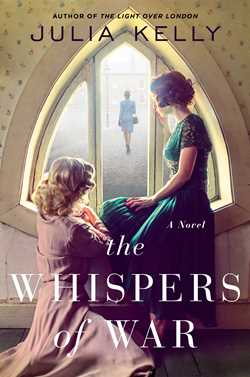 AUTHOR OF THE LIGHT OVER LONDON
JULIA KELLY
A Novel
the
WHISPERS
of WAR